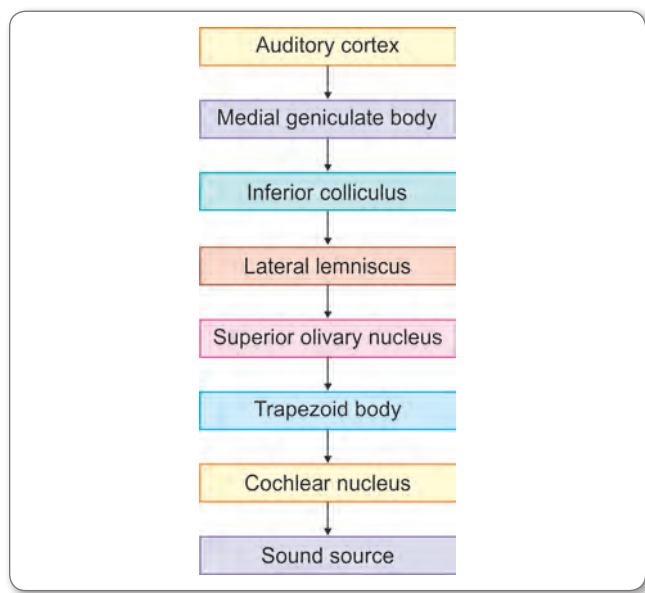 Auditory cortex
Medial geniculate body
Inferior colliculus
Lateral lemniscus
Superior olivary nucleus
Trapezoid body
Cochlear nucleus
Sound source